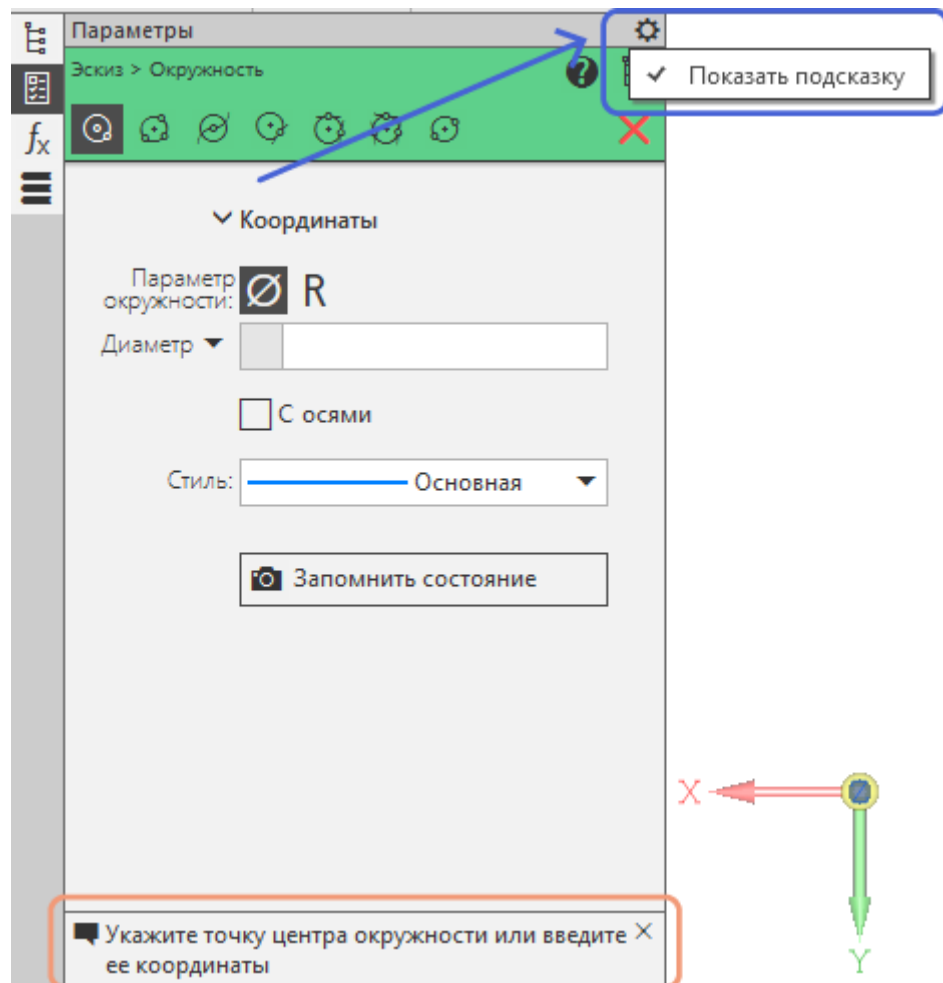 Параметры
Показать подсказку
Эскиз > Окружность
fx
Координаты
Параметр
окружности:
R
Диаметр
С осями
Стиль:
Основная
Запомнить состояние
X
Y
Укажите точку центра окружности или введите
ее координаты